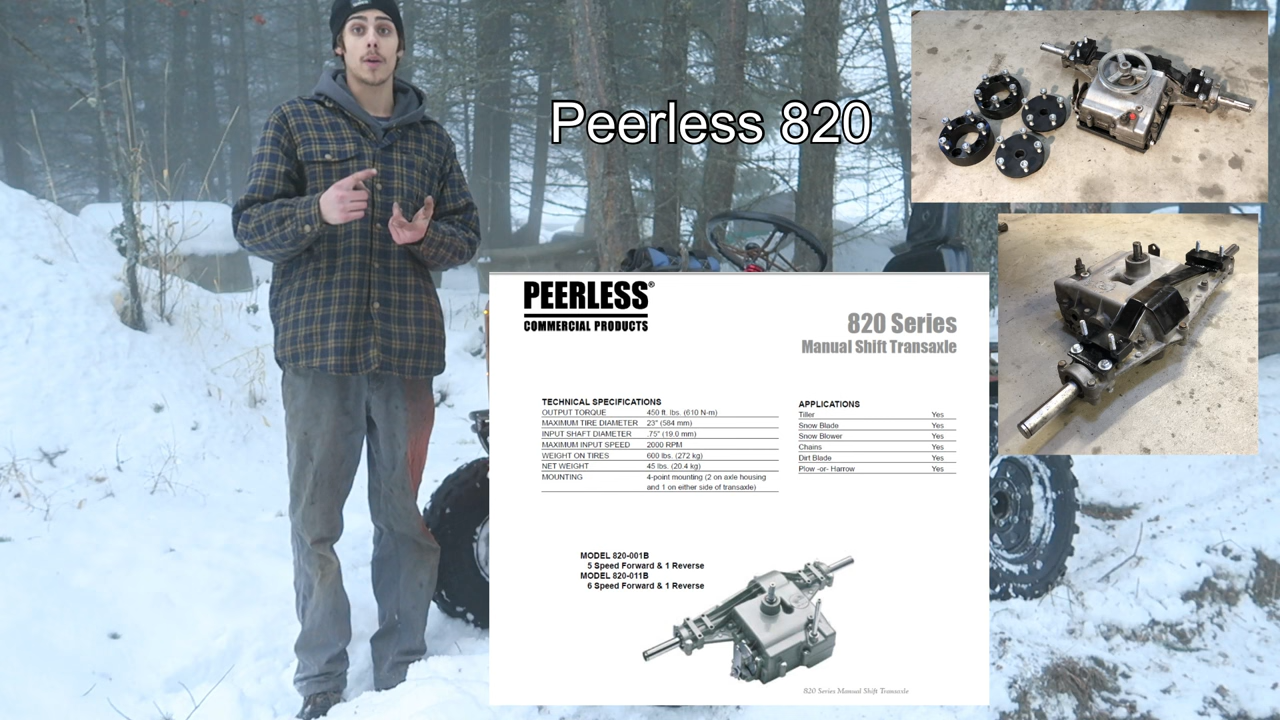 Peerless 820
PEERLESS®
COMMERCIAL PRODUCTS
820 Series
Manual Shift Transaxle
TECHNICAL SPECIFICATIONS
OUTPUT TORQUE 450 ft. lbs. (610 N-m)
MAXIMUM TIRE DIAMETER 23" (584 mm)
INPUT SHAFT DIAMETER .75" (19.0 mm)
MAXIMUM INPUT SPEED 2000 RPM
WEIGHT ON TIRES 600 lbs. (272 kg)
NET WEIGHT 45 lbs. (20.4 kg)
MOUNTING 4-point mounting (2 on axle housing
and 1 on either side of transaxle)
APPLICATIONS
Tiller Yes
Snow Blade Yes
Snow Blower Yes
Chains Yes
Dirt Blade Yes
Plow -or- Harrow Yes
MODEL 820-001B
5 Speed Forward & 1 Reverse
MODEL 820-011B
6 Speed Forward & 1 Reverse
820 Series Manual Shift Transaxle